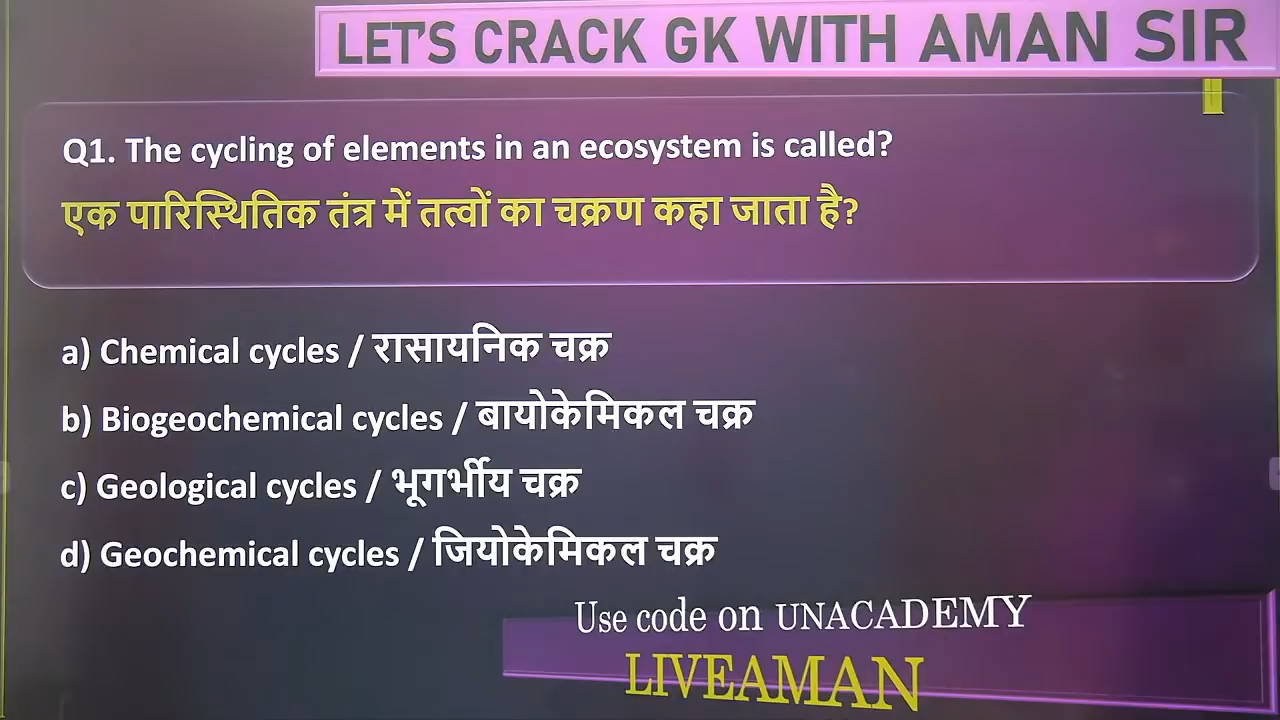 LET'S CRACK GK WITH AMAN SIR
Q1. The cycling of elements in an ecosystem is called?
एक पारिस्थितिक तंत्र में तत्वों का चक्रण कहा जाता है?
a) Chemical cycles / रासायनिक चक्र
b) Biogeochemical cycles / बायोकेमिकल चक्र
c) Geological cycles / भूगर्भीय चक्र
d) Geochemical cycles / जियोकेमिकल चक्र
Use code on UNACADEMY
LIVEAMAN